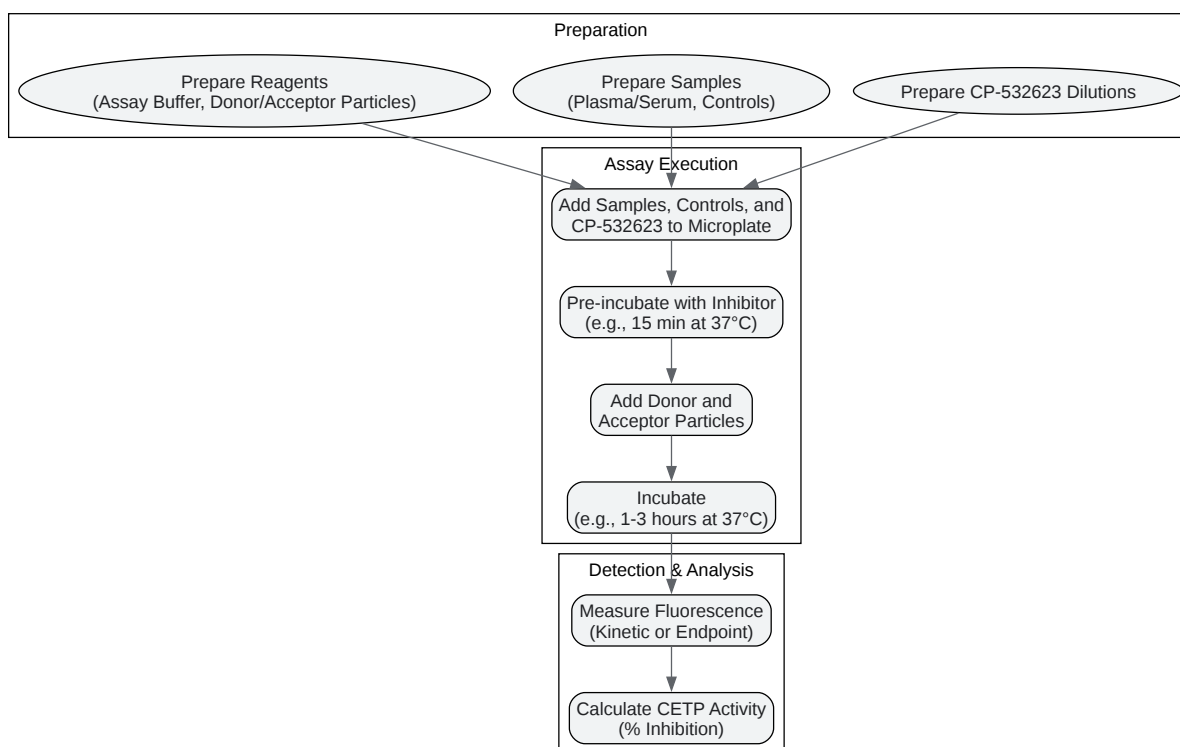 Preparation
Prepare Reagents
(Assay Buffer, Donor/Acceptor Particles)
Prepare Samples
(Plasma/Serum, Controls)
Prepare CP-532623 Dilutions
Assay Execution
Add Samples, Controls, and
CP-532623 to Microplate
Pre-incubate with Inhibitor
(e.g., 15 min at 37°C)
Add Donor and
Acceptor Particles
Incubate
(e.g., 1-3 hours at 37°C)
Detection & Analysis
Measure Fluorescence
(Kinetic or Endpoint)
Calculate CETP Activity
(% Inhibition)